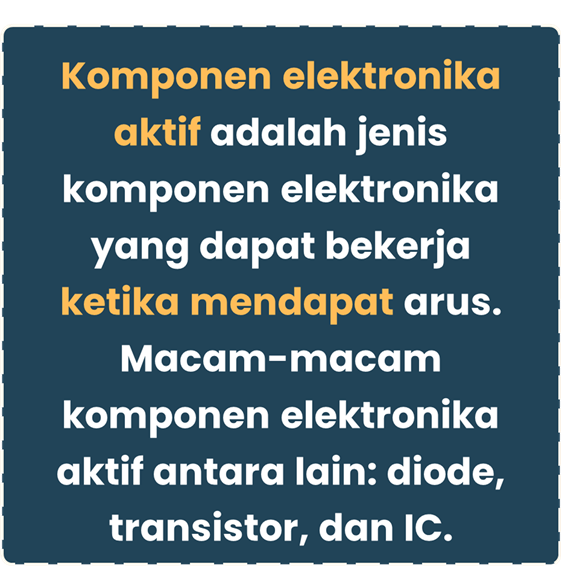 Komponen elektronika
aktif adalah jenis
komponen elektronika
yang dapat bekerja
ketika mendapat arus.
Macam-macam
komponen elektronika
aktif antara lain: diode,
transistor, dan IC.